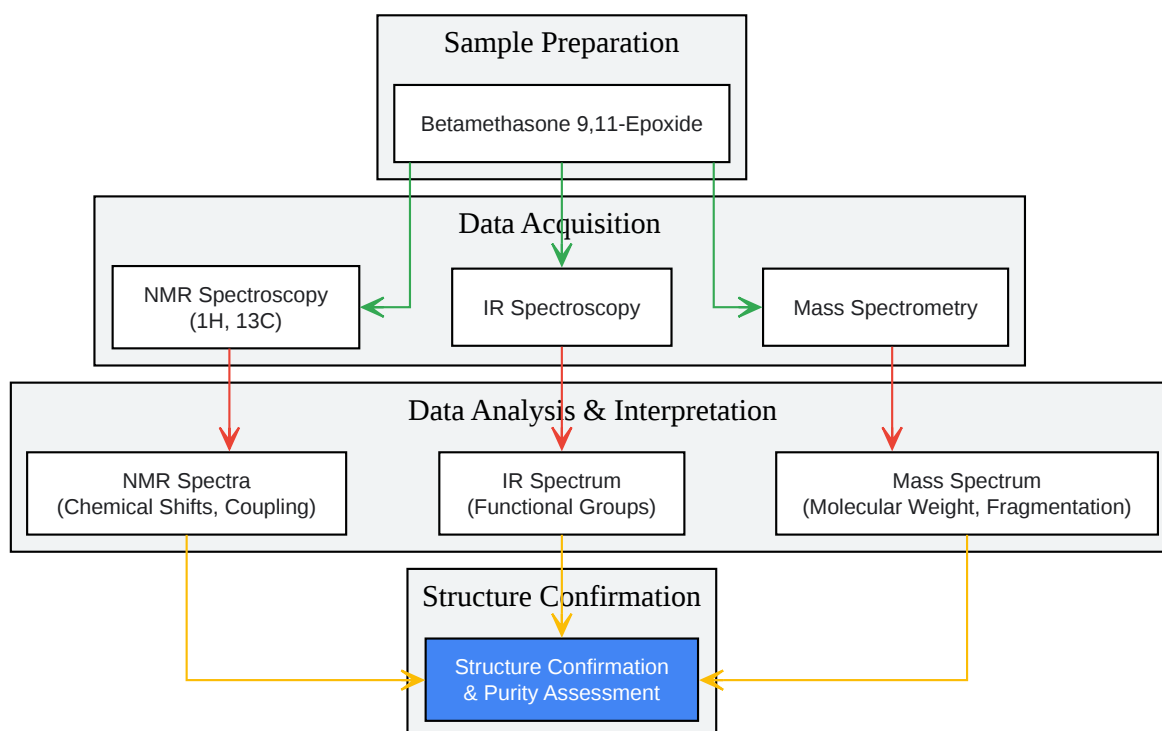 Sample Preparation
Betamethasone 9,11-Epoxide
Data Acquisition
NMR Spectroscopy
(1H, 13C)
IR Spectroscopy
Mass Spectrometry
Data Analysis & Interpretation
NMR Spectra
(Chemical Shifts, Coupling)
IR Spectrum
(Functional Groups)
Mass Spectrum
(Molecular Weight, Fragmentation)
Structure Confirmation
Structure Confirmation
& Purity Assessment